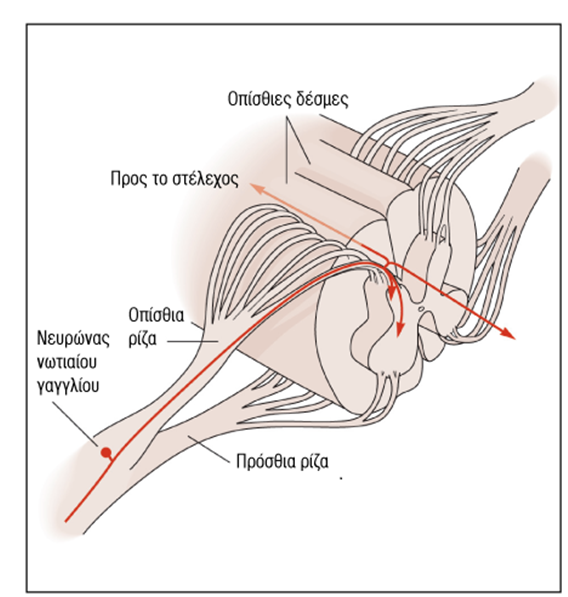 Οπίσθιες δέσμες
Προς το στέλεχος
Οπίσθια
ρίζα
Νευρώνας
νωτιαίου
γαγγλίου
Πρόσθια ρίζα